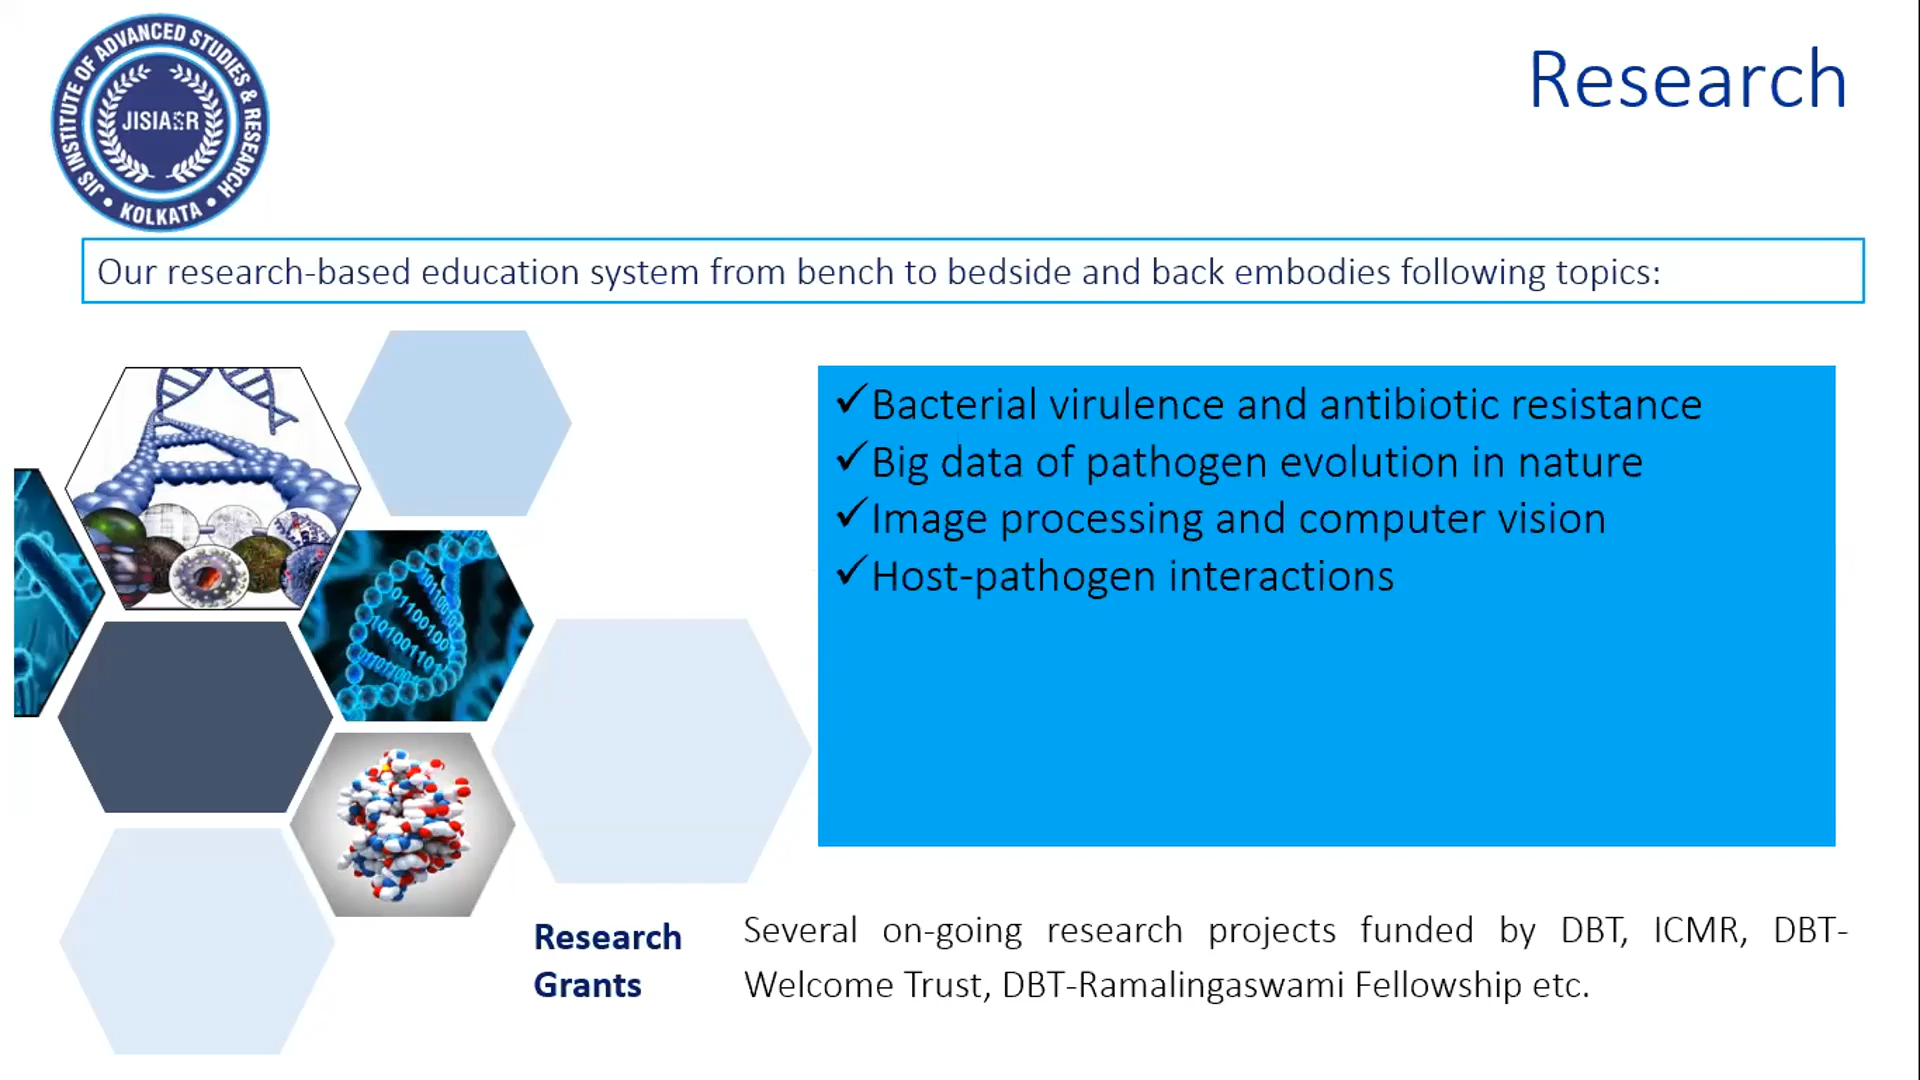 JIS INSTITUTE OF ADVANCED STUDIES & RESEARCH
JISIASR
• KOLKATA •
Research
Our research-based education system from bench to bedside and back embodies following topics:
✓Bacterial virulence and antibiotic resistance
✓Big data of pathogen evolution in nature
✓Image processing and computer vision
✓Host-pathogen interactions
Research
Grants
Several on-going research projects funded by DBT, ICMR, DBT-
Welcome Trust, DBT-Ramalingaswami Fellowship etc.